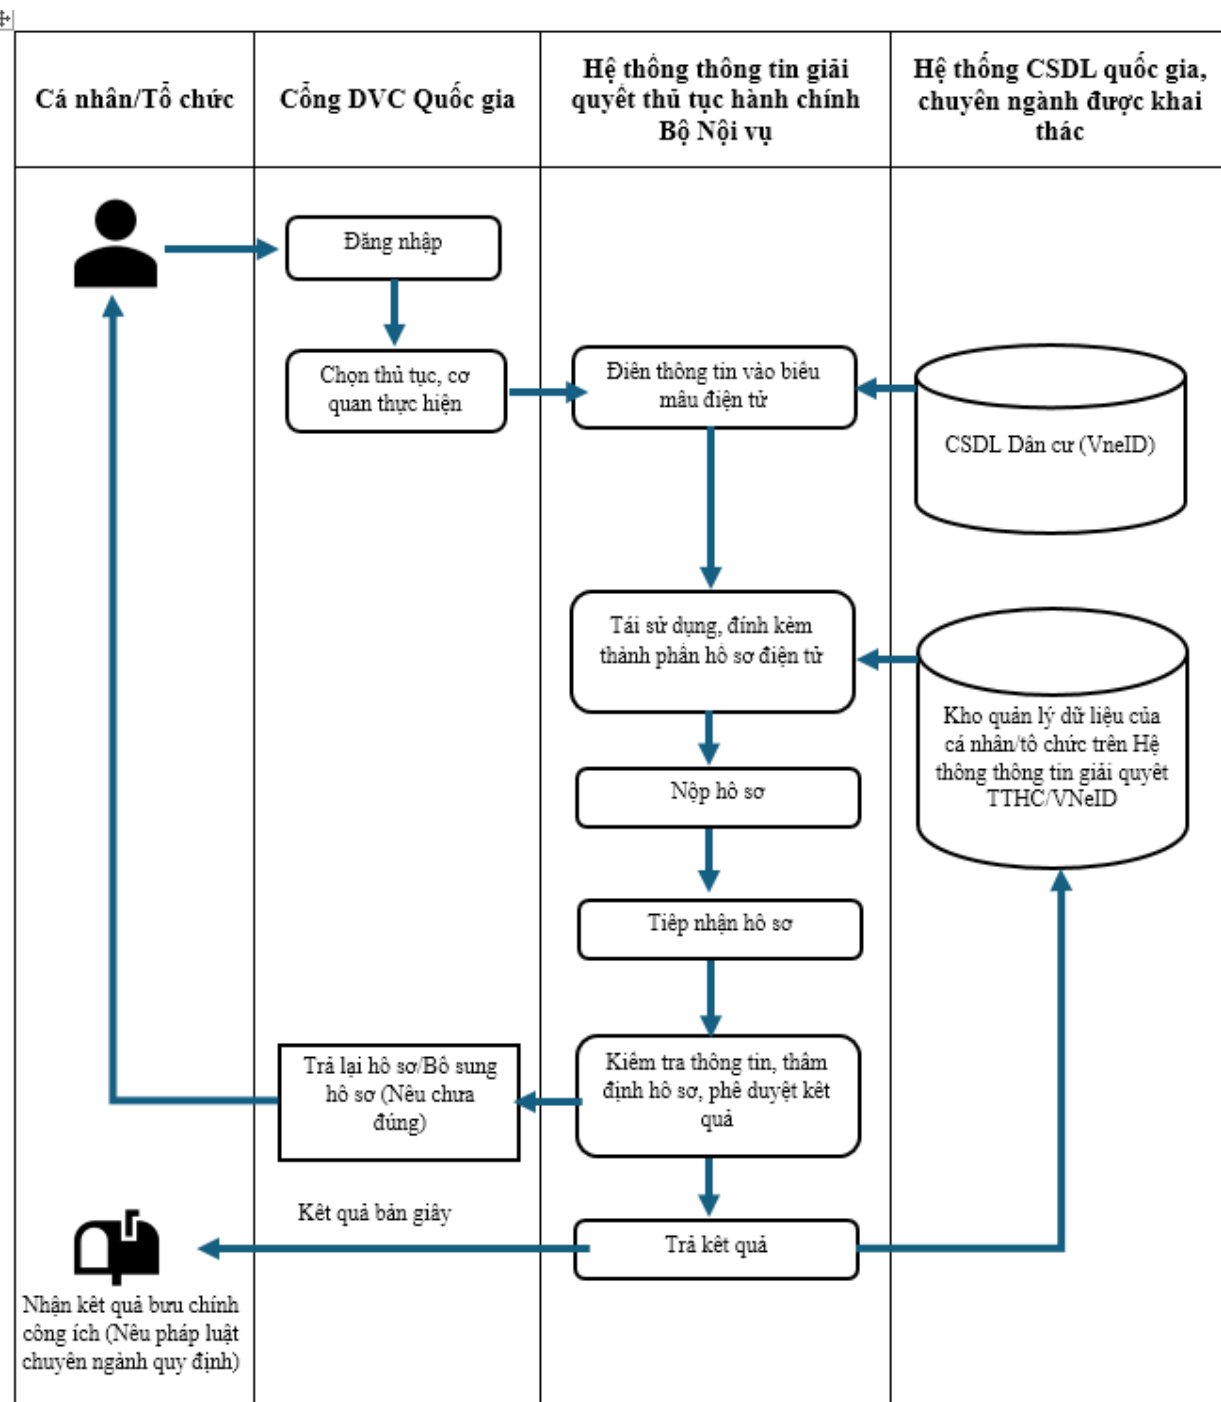 Cá nhân/Tổ chức
Cổng DVC Quốc gia
Hệ thống thông tin giải
quyết thủ tục hành chính
Bộ Nội vụ
Hệ thống CSDL quốc gia,
chuyên ngành được khai
thác
Đăng nhập
Chọn thủ tục, cơ
quan thực hiện
Điền thông tin vào biểu
mẫu điện tử
CSDL Dân cư (VneID)
Tái sử dụng, đính kèm
thành phần hồ sơ điện tử
Kho quản lý dữ liệu của
cá nhân/tổ chức trên Hệ
thống thông tin giải quyết
TTHC/VNeID
Nộp hồ sơ
Tiếp nhận hồ sơ
Kiểm tra thông tin, thẩm
định hồ sơ, phê duyệt kết
quả
Trả lại hồ sơ/Bổ sung
hồ sơ (Nếu chưa
đúng)
Kết quả bản giấy
Trả kết quả
Nhận kết quả bưu chính
công ích (Nếu pháp luật
chuyên ngành quy định)